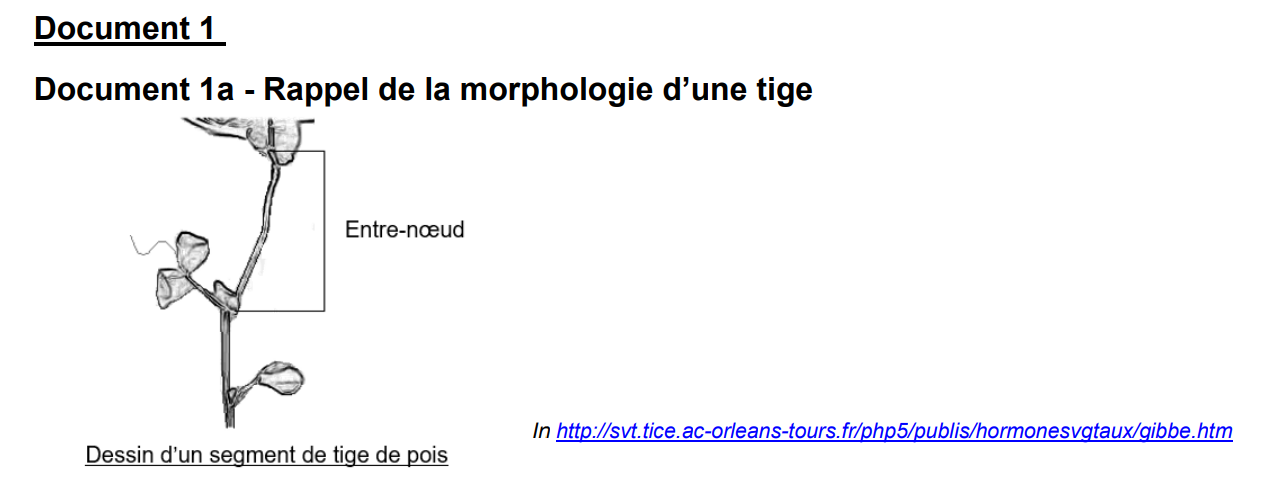 Document 1
Document 1a - Rappel de la morphologie d’une tige
Entre-nœud
In http://svt.tice.ac-orleans-tours.fr/php5/publis/hormonesvgtaux/gibbe.htm
Dessin d’un segment de tige de pois